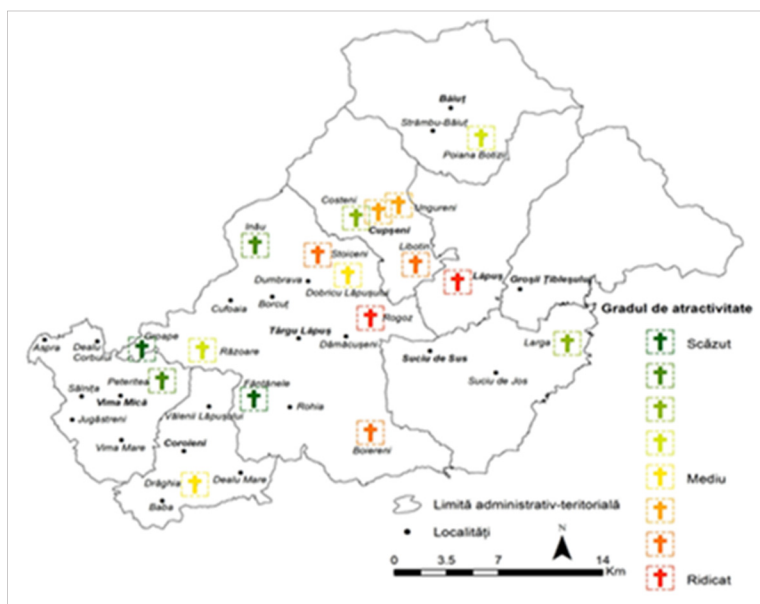 Băiuț
Strâmbu-Băiuț
Poiana Botizii
Costeni
Ungureni
Cupșeni
Inău
Stoiceni
Libotin
Lăpuș
Groșii Țibleșului
Dumbrava
Dobricu Lăpușului
Cufoaia
Borcut
Rogoz
Târgu Lăpuș
Dămăcușeni
Aspra
Dealu
Corbului
Groape
Răzoare
Larga
Suciu de Sus
Suciu de Jos
Peteritea
Sălnița
Vima Mică
Jugăstreni
Vălenii Lăpușului
Făntânele
Rohia
Vima Mare
Coroieni
Boiereni
Drăghia
Dealu Mare
Baba
Gradul de atractivitate
Scăzut
Mediu
Ridicat
Limită administrativ-teritorială
Localități
N
0 3.5 7 14
Km